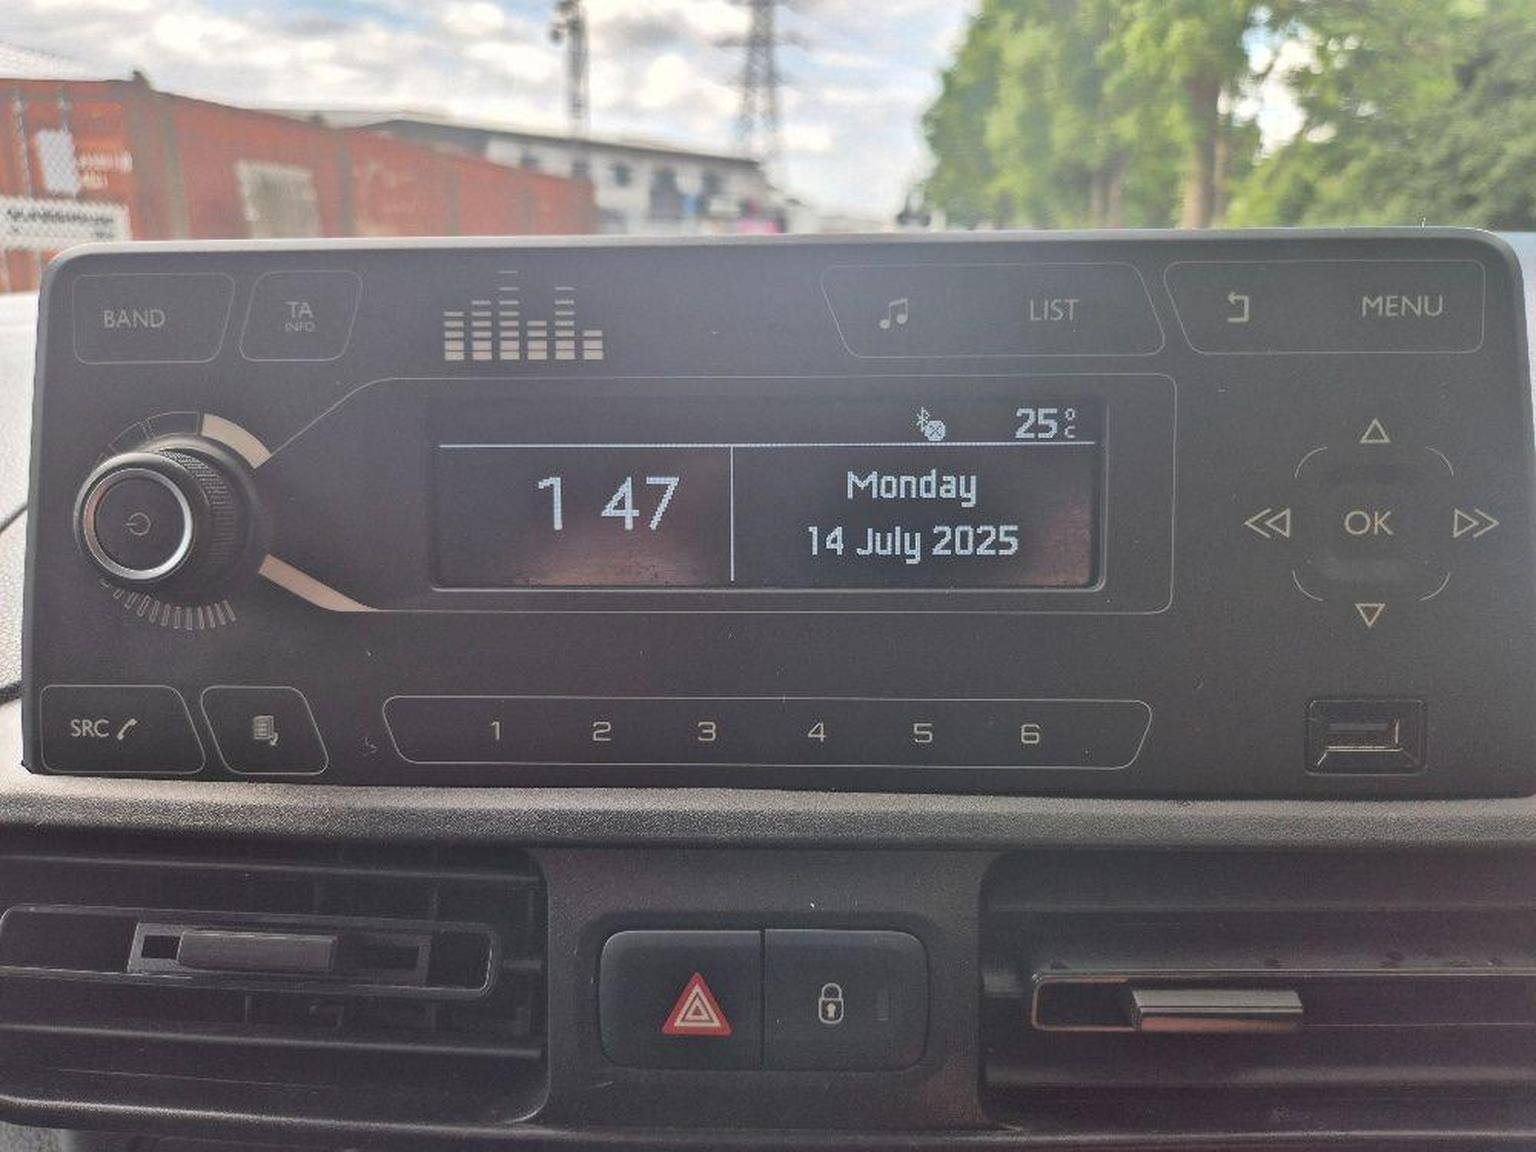 BAND
TA
INFO
LIST
MENU
25°C
1 47
Monday
14 July 2025
OK
SRC
1 2 3 4 5 6